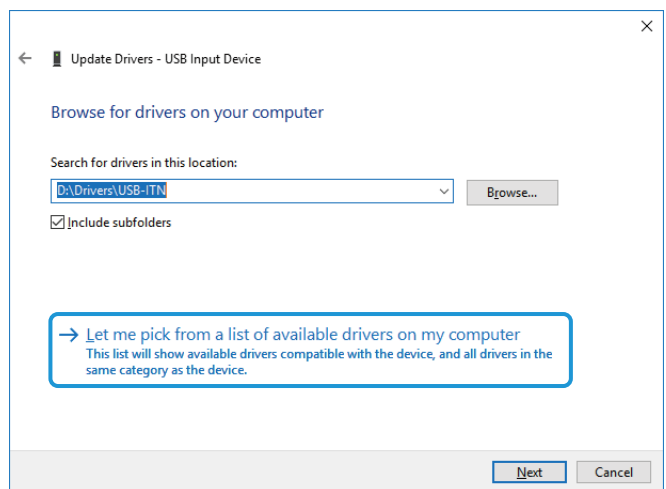 Update Drivers - USB Input Device
Browse for drivers on your computer
Search for drivers in this location:
D:\Drivers\USB-ITN
Browse...
Include subfolders
Let me pick from a list of available drivers on my computer
This list will show available drivers compatible with the device, and all drivers in the
same category as the device.
Next
Cancel